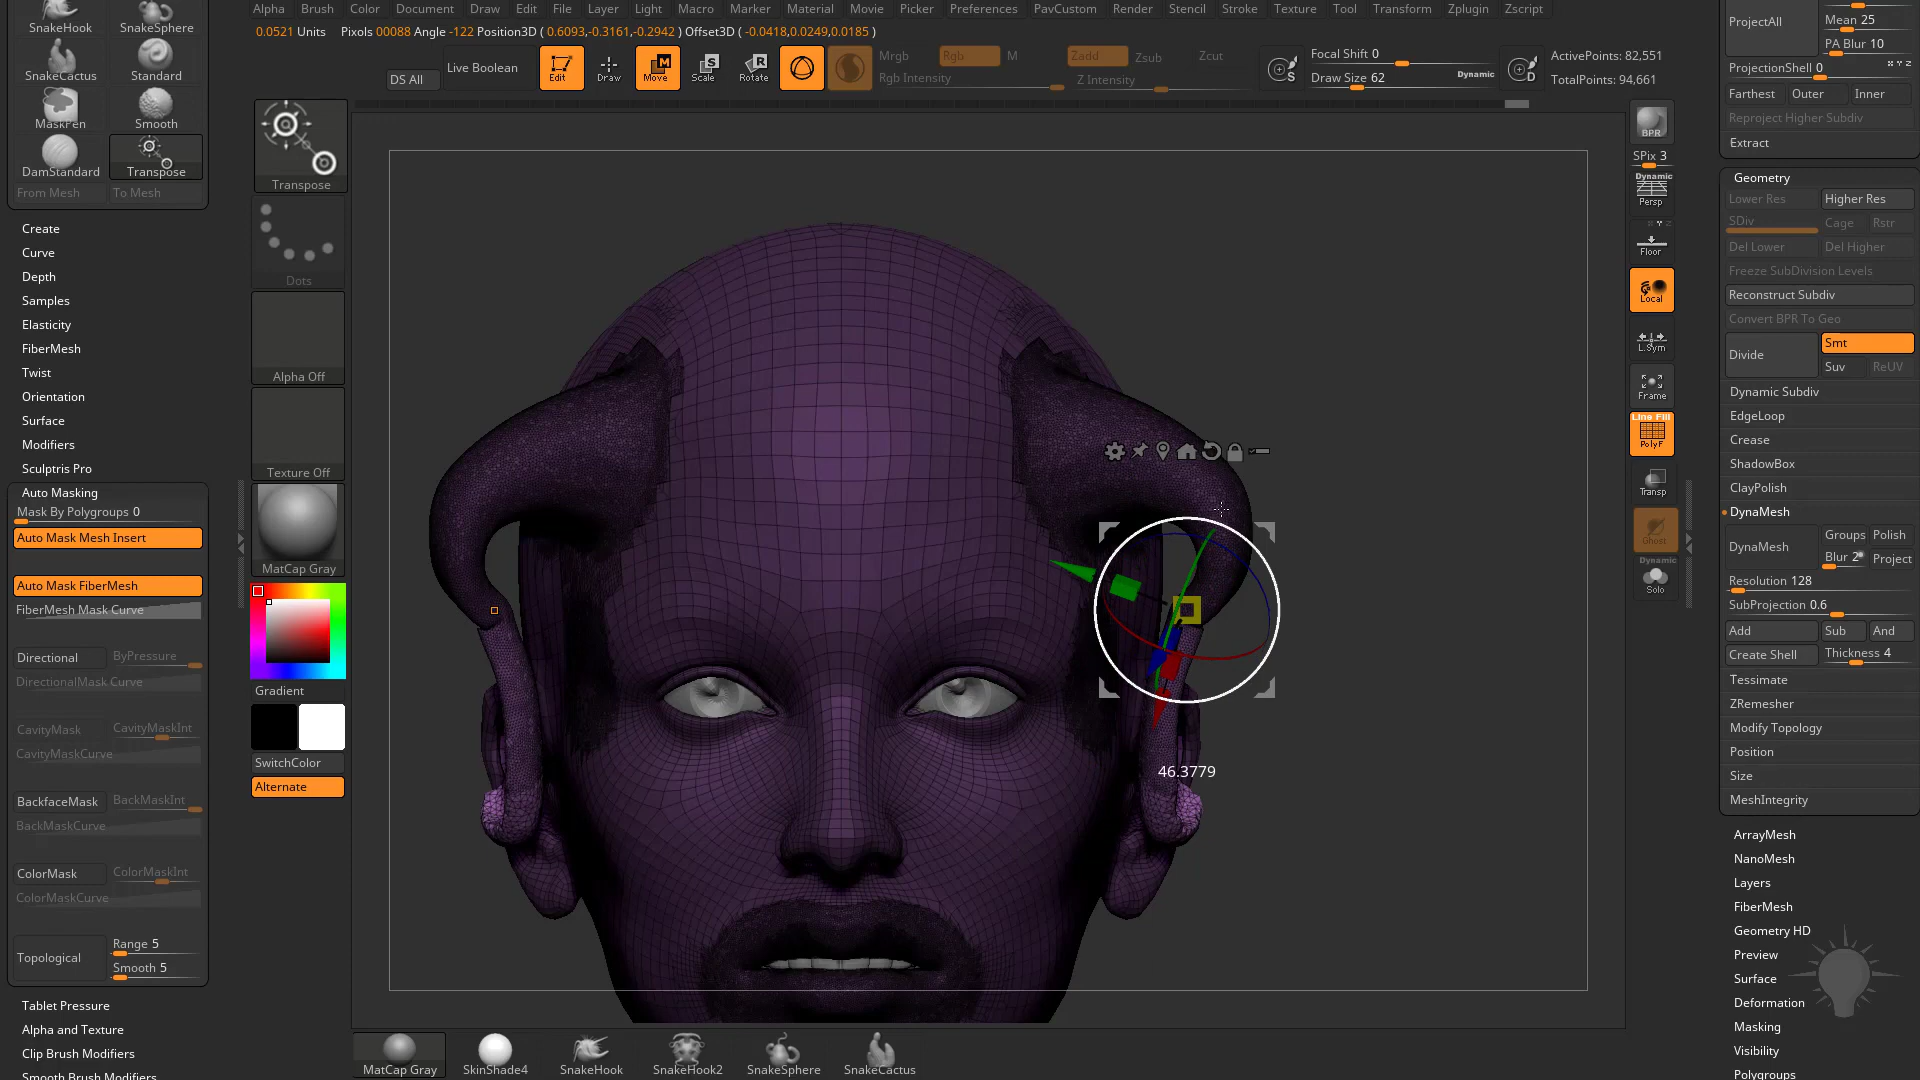 Alpha Brush Color Document Draw Edit File Layer Light Macro Marker Material Movie Picker Preferences PavCustom Render Stencil Stroke Texture Tool Transform Zplugin Zscript
0.0521 Units Pixols 00088 Angle -122 Position3D ( 0.6093,-0.3161,-0.2942 ) Offset3D ( -0.0418,0.0249,0.0185 )
SnakeHook SnakeSphere
SnakeCactus Standard
MaskPen Smooth
DamStandard Transpose
From Mesh To Mesh
Create
Curve
Depth
Samples
Elasticity
FiberMesh
Twist
Orientation
Surface
Modifiers
Sculptris Pro
Auto Masking
Mask By Polygroups 0
Auto Mask Mesh Insert
Auto Mask FiberMesh
FiberMesh Mask Curve
Directional ByPressure
DirectionalMask Curve
CavityMask CavityMaskInt
CavityMaskCurve
BackfaceMask BackMaskInt
BackMaskCurve
ColorMask ColorMaskInt
ColorMaskCurve
Topological Range 5
Smooth 5
Tablet Pressure
Alpha and Texture
Clip Brush Modifiers
Smooth Brush Modifiers
DS All
Live Boolean
Edit
Draw
Move
Scale
Rotate
Mrgb Rgb M
Rgb Intensity
Zadd Zsub Zcut
Z Intensity
Focal Shift 0
Draw Size 62 Dynamic
ActivePoints: 82,551
TotalPoints: 94,661
Transpose
Dots
Alpha Off
Texture Off
MatCap Gray
Gradient
SwitchColor
Alternate
46.3779
MatCap Gray SkinShade4 SnakeHook SnakeHook2 SnakeSphere SnakeCactus
BPR
SPix 3
Dynamic
Persp
Floor
Local
L.Sym
Frame
Line Fill
PolyF
Transp
Ghost
Dynamic
Solo
ProjectAll Mean 25
PA Blur 10
ProjectionShell 0
Farthest Outer Inner
Reproject Higher Subdiv
Extract
Geometry
Lower Res Higher Res
SDiv Cage Rstr
Del Lower Del Higher
Freeze SubDivision Levels
Reconstruct Subdiv
Convert BPR To Geo
Divide Smt
Suv ReUV
Dynamic Subdiv
EdgeLoop
Crease
ShadowBox
ClayPolish
DynaMesh
DynaMesh Groups Polish
Blur 2 Project
Resolution 128
SubProjection 0.6
Add Sub And
Create Shell Thickness 4
Tessimate
ZRemesher
Modify Topology
Position
Size
MeshIntegrity
ArrayMesh
NanoMesh
Layers
FiberMesh
Geometry HD
Preview
Surface
Deformation
Masking
Visibility
Polygroups